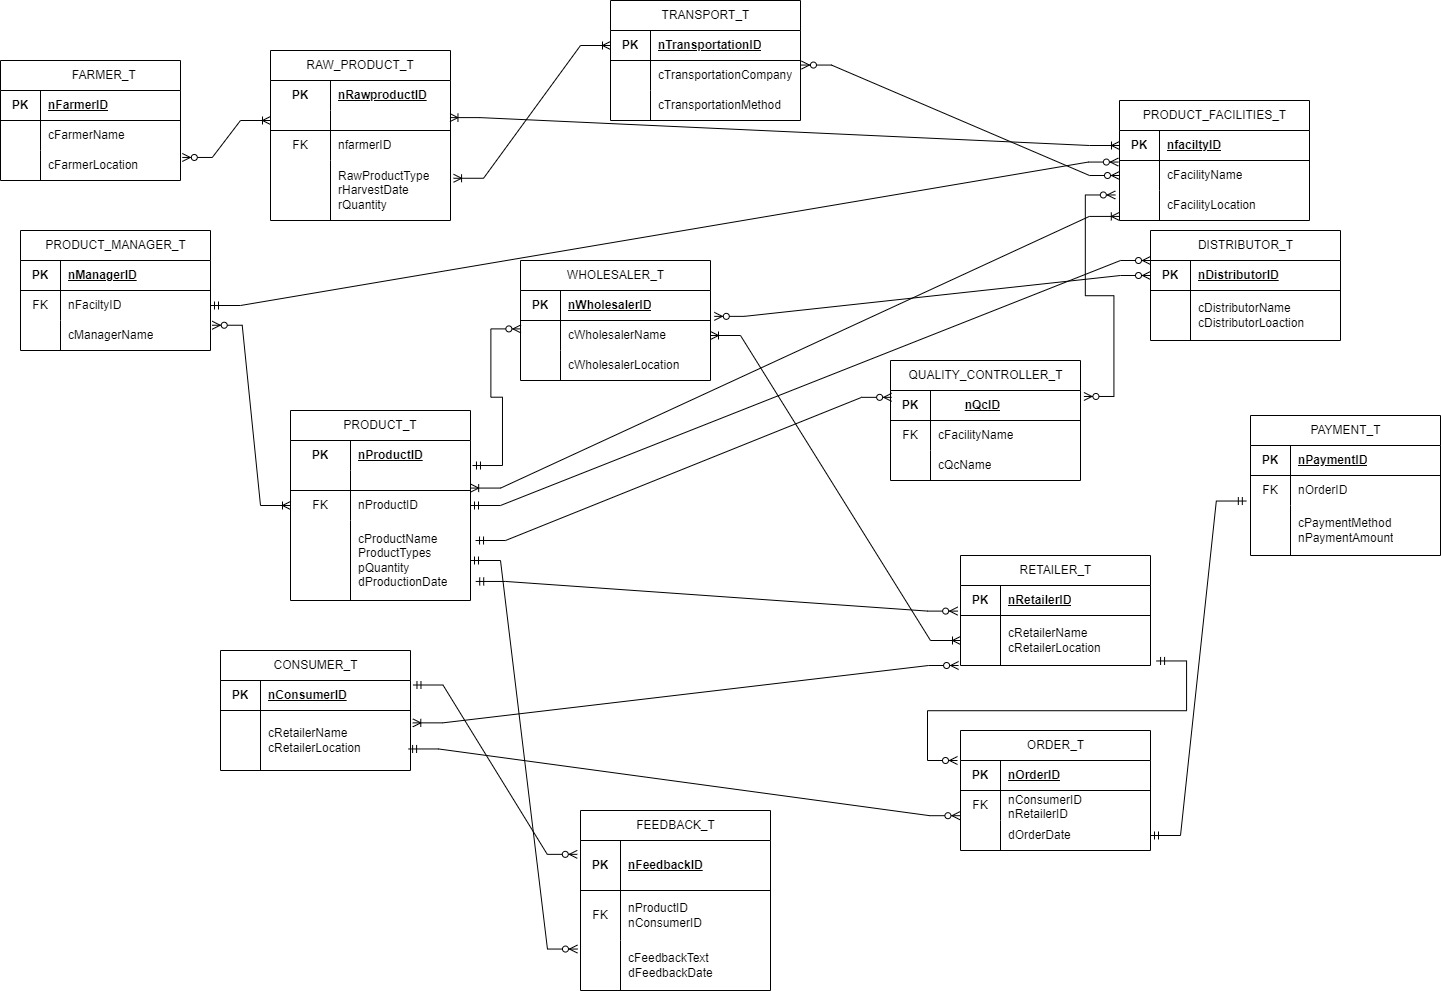 TRANSPORT_T
PK nTransportationID
cTransportationCompany
cTransportationMethod
FARMER_T
PK nFarmerID
cFarmerName
cFarmerLocation
RAW_PRODUCT_T
PK nRawproductID
FK nfarmerID
RawProductType
rHarvestDate
rQuantity
PRODUCT_FACILITIES_T
PK nfaciltyID
cFacilityName
cFacilityLocation
PRODUCT_MANAGER_T
PK nManagerID
FK nFaciltyID
cManagerName
WHOLESALER_T
PK nWholesalerID
cWholesalerName
cWholesalerLocation
DISTRIBUTOR_T
PK nDistributorID
cDistributorName
cDistributorLoaction
QUALITY_CONTROLLER_T
PK nQcID
FK cFacilityName
cQcName
PRODUCT_T
PK nProductID
FK nProductID
cProductName
ProductTypes
pQuantity
dProductionDate
PAYMENT_T
PK nPaymentID
FK nOrderID
cPaymentMethod
nPaymentAmount
RETAILER_T
PK nRetailerID
cRetailerName
cRetailerLocation
CONSUMER_T
PK nConsumerID
cRetailerName
cRetailerLocation
ORDER_T
PK nOrderID
FK nConsumerID
nRetailerID
dOrderDate
FEEDBACK_T
PK nFeedbackID
FK nProductID
nConsumerID
cFeedbackText
dFeedbackDate